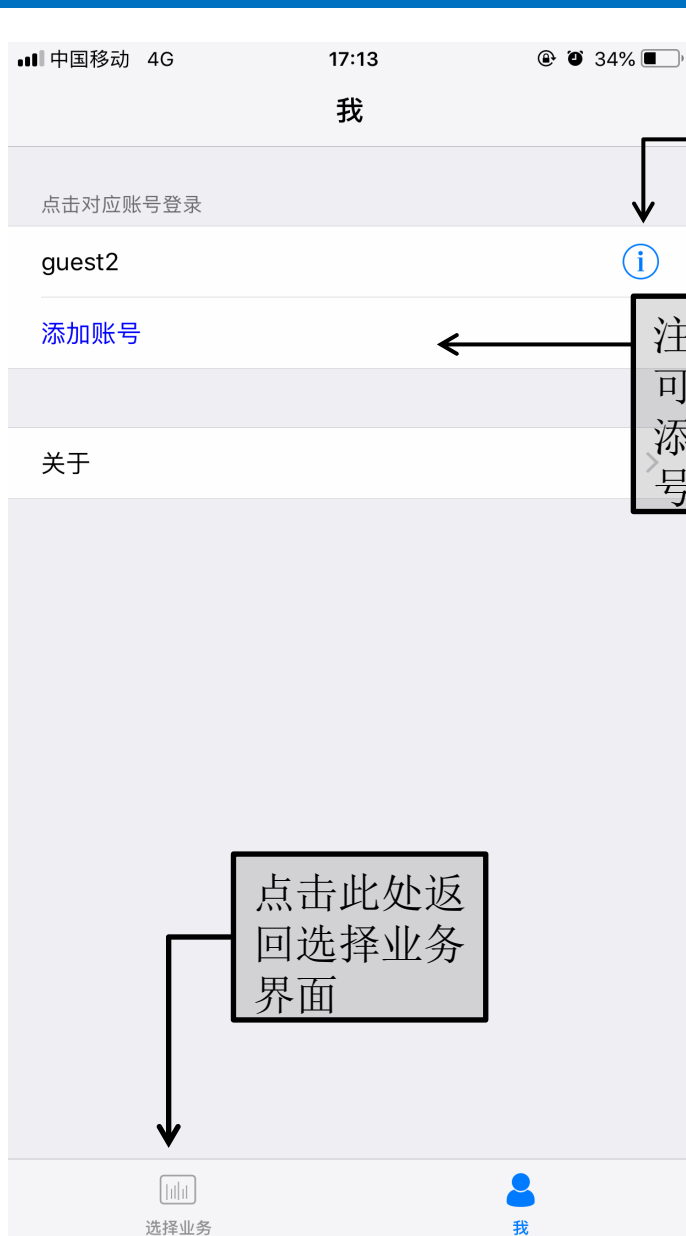 中国移动 4G 17:13 34%
我
点击对应账号登录
guest2
添加账号
注
可
添
号
关于
点击此处返
回选择业务
界面
选择业务 我